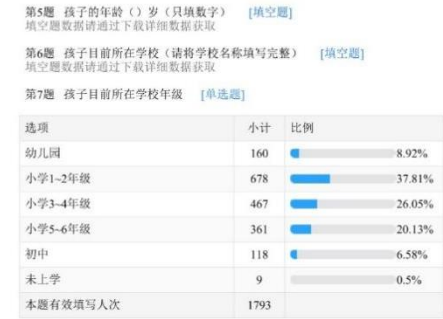 第5题 孩子的年龄（）岁（只填数字） [填空题]
填空题数据请通过下载详细数据获取
第6题 孩子目前所在学校（请将学校名称填写完整） [填空题]
填空题数据请通过下载详细数据获取
第7题 孩子目前所在学校年级 [单选题]
选项 小计 比例
幼儿园 160 8.92%
小学1~2年级 678 37.81%
小学3~4年级 467 26.05%
小学5~6年级 361 20.13%
初中 118 6.58%
未上学 9 0.5%
本题有效填写人次 1793